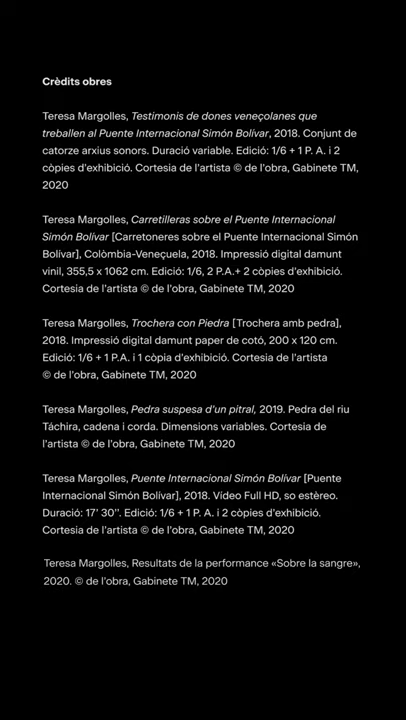 Crèdits obres
Teresa Margolles, Testimonis de dones veneçolanes que
treballen al Puente Internacional Simón Bolívar, 2018. Conjunt de
catorze arxius sonors. Duració variable. Edició: 1/6 + 1 P. A. i 2
còpies d'exhibició. Cortesia de l'artista © de l'obra, Gabinete TM,
2020
Teresa Margolles, Carretilleras sobre el Puente Internacional
Simón Bolívar [Carretoneres sobre el Puente Internacional Simón
Bolívar], Colòmbia-Veneçuela, 2018. Impressió digital damunt
vinil, 355,5 x 1062 cm. Edició: 1/6, 2 P.A.+ 2 còpies d'exhibició.
Cortesia de l'artista © de l'obra, Gabinete TM, 2020
Teresa Margolles, Trochera con Piedra [Trochera amb pedra],
2018. Impressió digital damunt paper de cotó, 200 x 120 cm.
Edició: 1/6 + 1 P.A. i 1 còpia d'exhibició. Cortesia de l'artista
© de l'obra, Gabinete TM, 2020
Teresa Margolles, Pedra suspesa d'un pitral, 2019. Pedra del riu
Táchira, cadena i corda. Dimensions variables. Cortesia de
l'artista © de l'obra, Gabinete TM, 2020
Teresa Margolles, Puente Internacional Simón Bolívar [Puente
Internacional Simón Bolívar], 2018. Vídeo Full HD, so estèreo.
Duració: 17' 30''. Edició: 1/6 + 1 P. A. i 2 còpies d'exhibició.
Cortesia de l'artista © de l'obra, Gabinete TM, 2020
Teresa Margolles, Resultats de la performance «Sobre la sangre»,
2020. © de l'obra, Gabinete TM, 2020